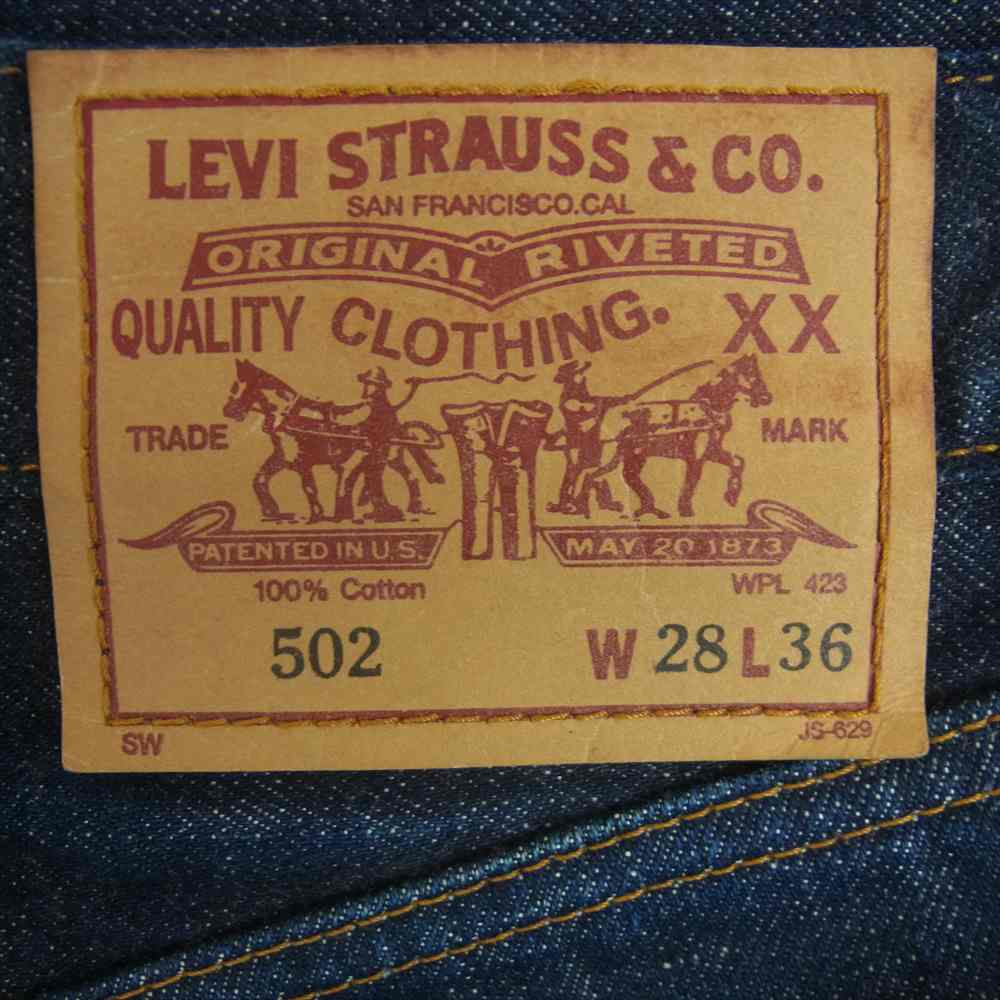 LEVI STRAUSS & CO.
SAN FRANCISCO.CAL
ORIGINAL RIVETED
QUALITY CLOTHING. XX
TRADE MARK
PATENTED IN U.S. MAY 20 1873
100% Cotton WPL 423
502 W 28 L 36
SW JS-629